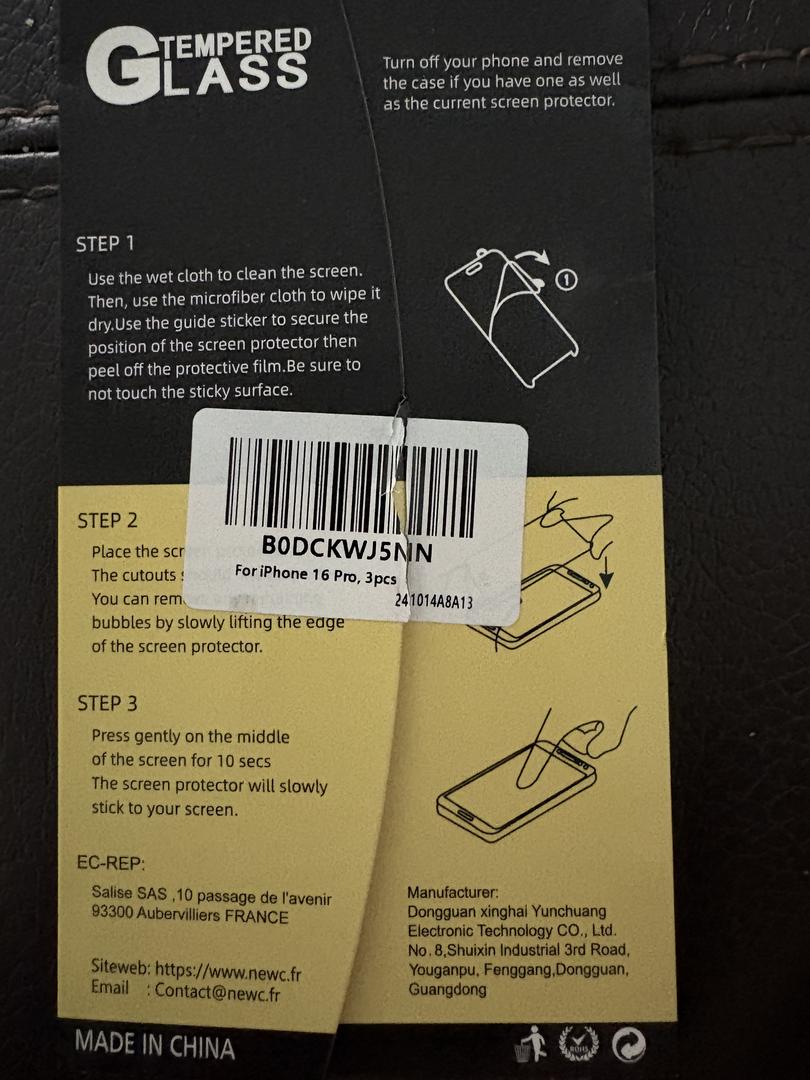 TEMPERED
GLASS
Turn off your phone and remove
the case if you have one as well
as the current screen protector.
STEP 1
Use the wet cloth to clean the screen.
Then, use the microfiber cloth to wipe it
dry.Use the guide sticker to secure the
position of the screen protector then
peel off the protective film.Be sure to
not touch the sticky surface.
1
B0DCKWJ5NN
For iPhone 16 Pro, 3pcs
241014A8A13
STEP 2
Place the
The cutouts
You can
bubbles by slowly lifting the edge
of the screen protector.
STEP 3
Press gently on the middle
of the screen for 10 secs
The screen protector will slowly
stick to your screen.
EC-REP:
Salise SAS ,10 passage de l'avenir
93300 Aubervilliers FRANCE
Siteweb: https://www.newc.fr
Email : Contact@newc.fr
Manufacturer:
Dongguan xinghai Yunchuang
Electronic Technology CO., Ltd.
No.8,Shuixin Industrial 3rd Road,
Youganpu, Fenggang,Dongguan,
Guangdong
MADE IN CHINA
ROHS